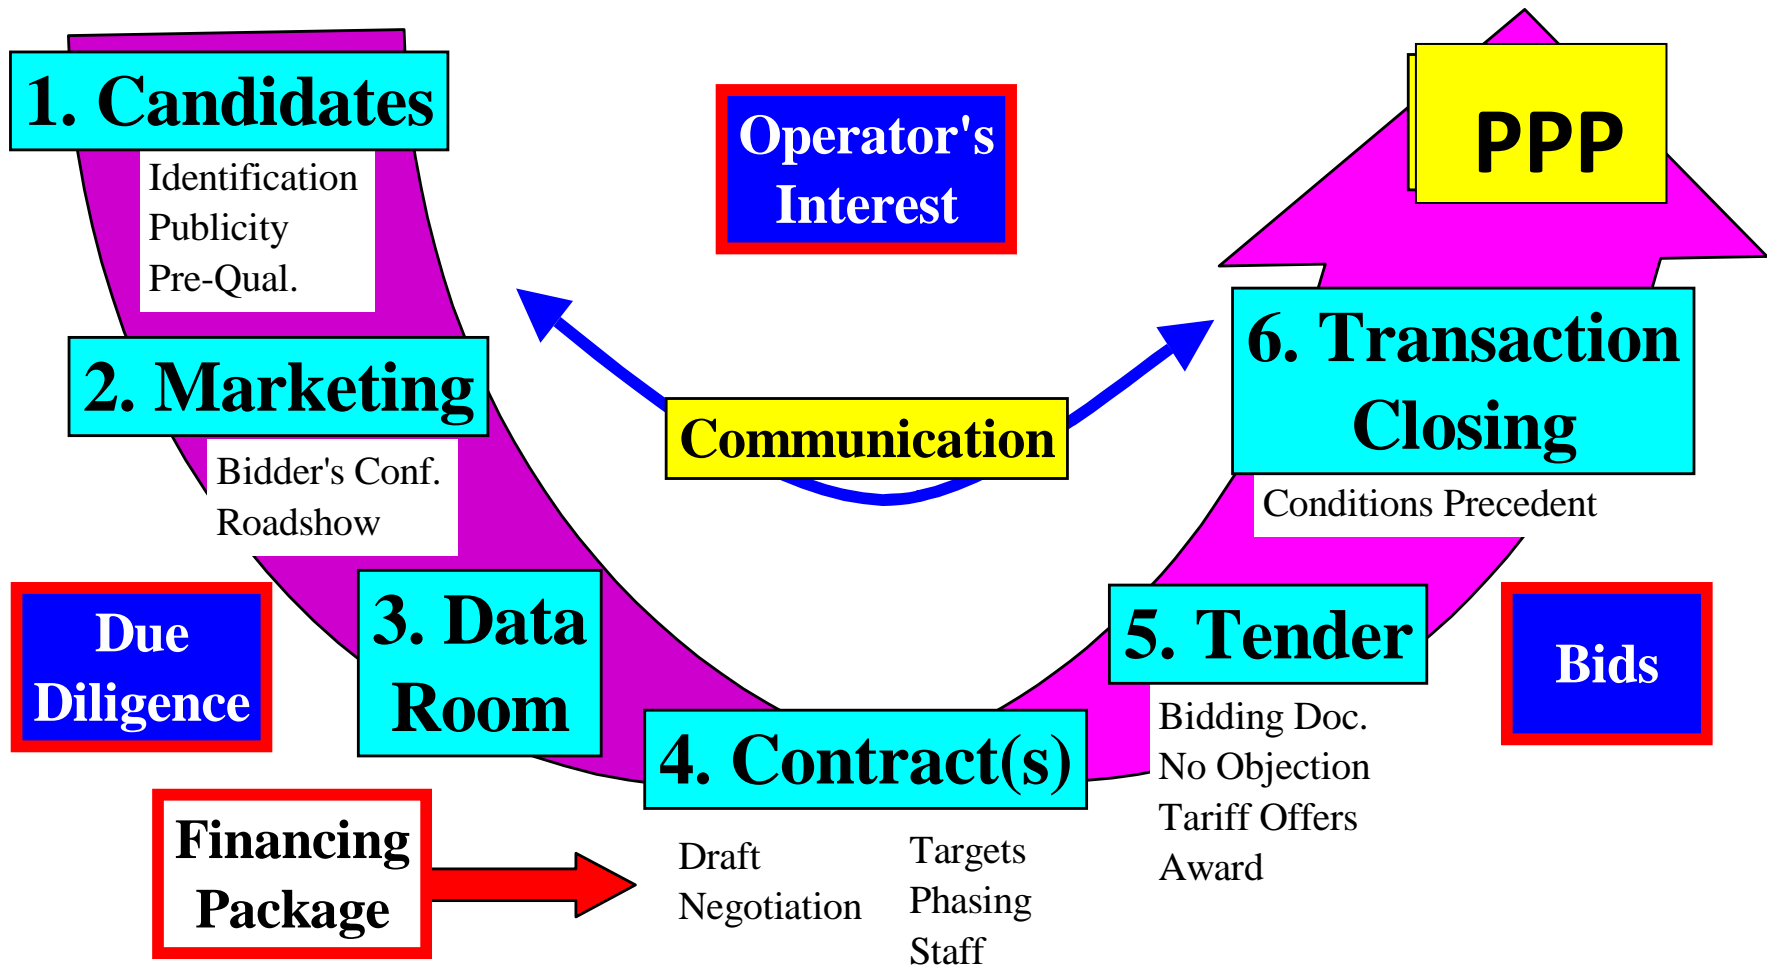 1. Candidates
Identification
Publicity
Pre-Qual.
2. Marketing
Bidder's Conf.
Roadshow
Due
Diligence
3. Data
Room
Financing
Package
4. Contract(s)
Draft
Negotiation
Targets
Phasing
Staff
Operator's
Interest
Communication
5. Tender
Bidding Doc.
No Objection
Tariff Offers
Award
Bids
6. Transaction
Closing
Conditions Precedent
PPP